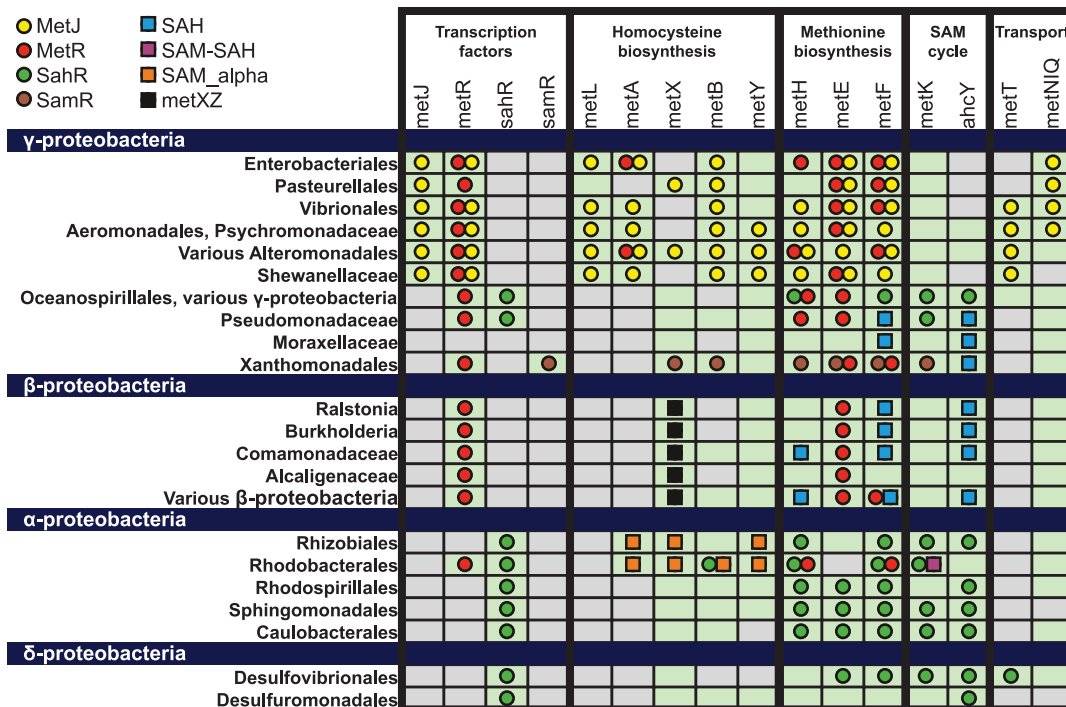 MetJ
MetR
SahR
SamR
SAH
SAM-SAH
SAM_alpha
metXZ
Transcription
factors
Homocysteine
biosynthesis
Methionine
biosynthesis
SAM
cycle
Transport
metJ
metR
sahR
samR
metL
metA
metX
metB
metY
metH
metE
metF
metK
ahcY
metT
metNIQ
γ-proteobacteria
Enterobacteriales
Pasteurellales
Vibrionales
Aeromonadales, Psychromonadaceae
Various Alteromonadales
Shewanellaceae
Oceanospirillales, various γ-proteobacteria
Pseudomonadaceae
Moraxellaceae
Xanthomonadales
β-proteobacteria
Ralstonia
Burkholderia
Comamonadaceae
Alcaligenaceae
Various β-proteobacteria
α-proteobacteria
Rhizobiales
Rhodobacterales
Rhodospirillales
Sphingomonadales
Caulobacterales
δ-proteobacteria
Desulfovibrionales
Desulfuromonadales